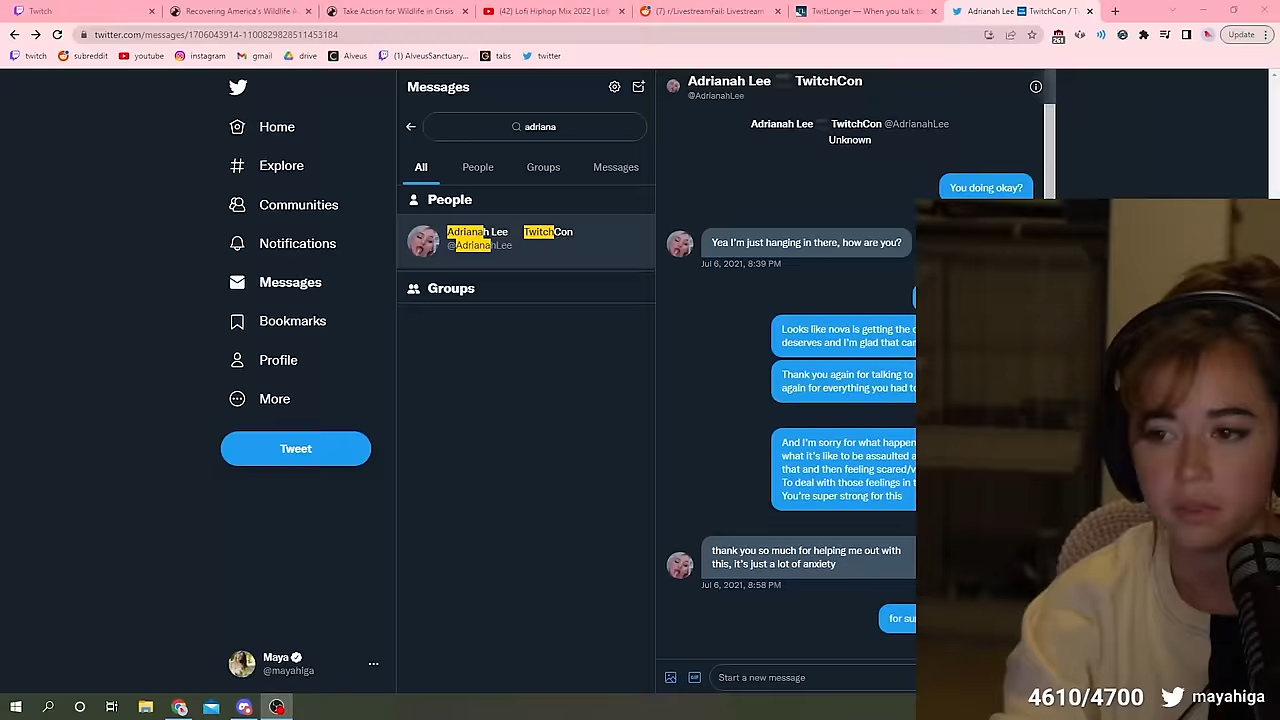 Twitch
Recovering America's Wildlife A
Take Action for Wildlife in Crisis
(42) Lofi Hiphop Mix 2022 | Lofi
(7) r/LivestreamFail: Livestream
TwitLonger — When you talk to
Adrianah Lee TwitchCon / Tw
twitter.com/messages/1706043914-1100829828511453184
Update
twitch
subreddit
youtube
instagram
gmail
drive
Alveus
(1) AlveusSanctuary...
tabs
twitter
Home
Explore
Communities
Notifications
Messages
Bookmarks
Profile
More
Tweet
Maya
@mayahiga
Messages
adriana
All People Groups Messages
People
Adrianah Lee TwitchCon
@AdrianahLee
Groups
Adrianah Lee TwitchCon
@AdrianahLee
Adrianah Lee TwitchCon @AdrianahLee
Unknown
You doing okay?
Yea I'm just hanging in there, how are you?
Jul 6, 2021, 8:39 PM
Looks like nova is getting the
deserves and I'm glad that
Thank you again for talking to
again for everything you had
And I'm sorry for what
what it's like to be assaulted
that and then feeling
To deal with those feelings in
You're super strong for this
thank you so much for helping me out with
this, it's just a lot of anxiety
Jul 6, 2021, 8:58 PM
for
Start a new message
4610/4700
mayahiga